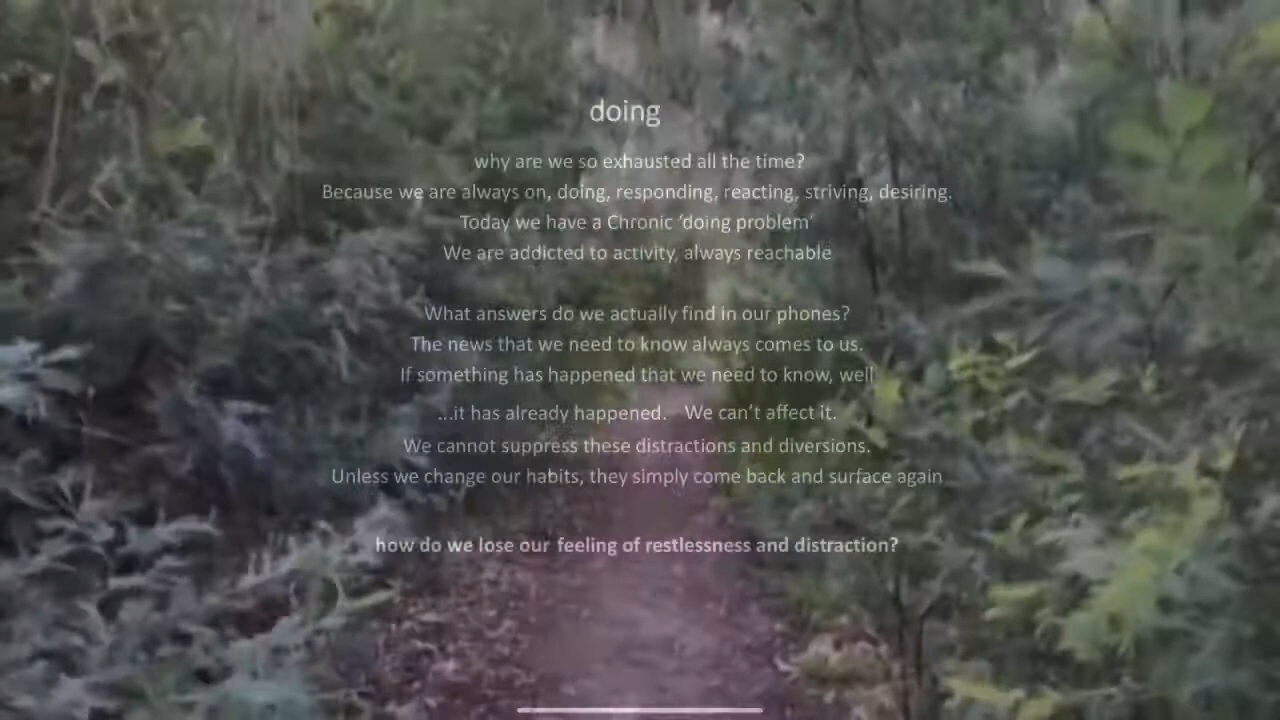 doing
why are we so exhausted all the time?
Because we are always on, doing, responding, reacting, striving, desiring.
Today we have a Chronic ‘doing problem’
We are addicted to activity, always reachable
What answers do we actually find in our phones?
The news that we need to know always comes to us.
If something has happened that we need to know, well
...it has already happened. We can’t affect it.
We cannot suppress these distractions and diversions.
Unless we change our habits, they simply come back and surface again
how do we lose our feeling of restlessness and distraction?